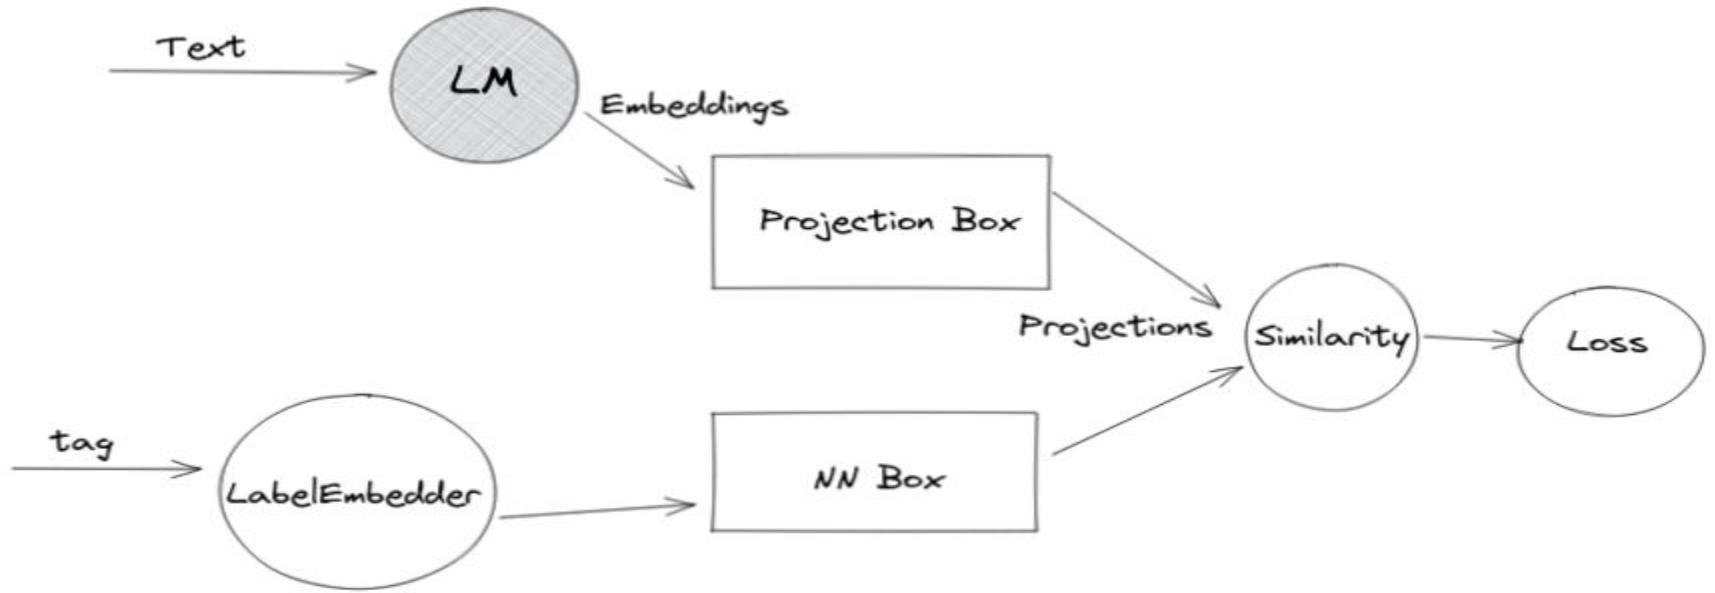 Text
LM
Embeddings
Projection Box
Projections
Similarity
Loss
tag
LabelEmbedder
NN Box